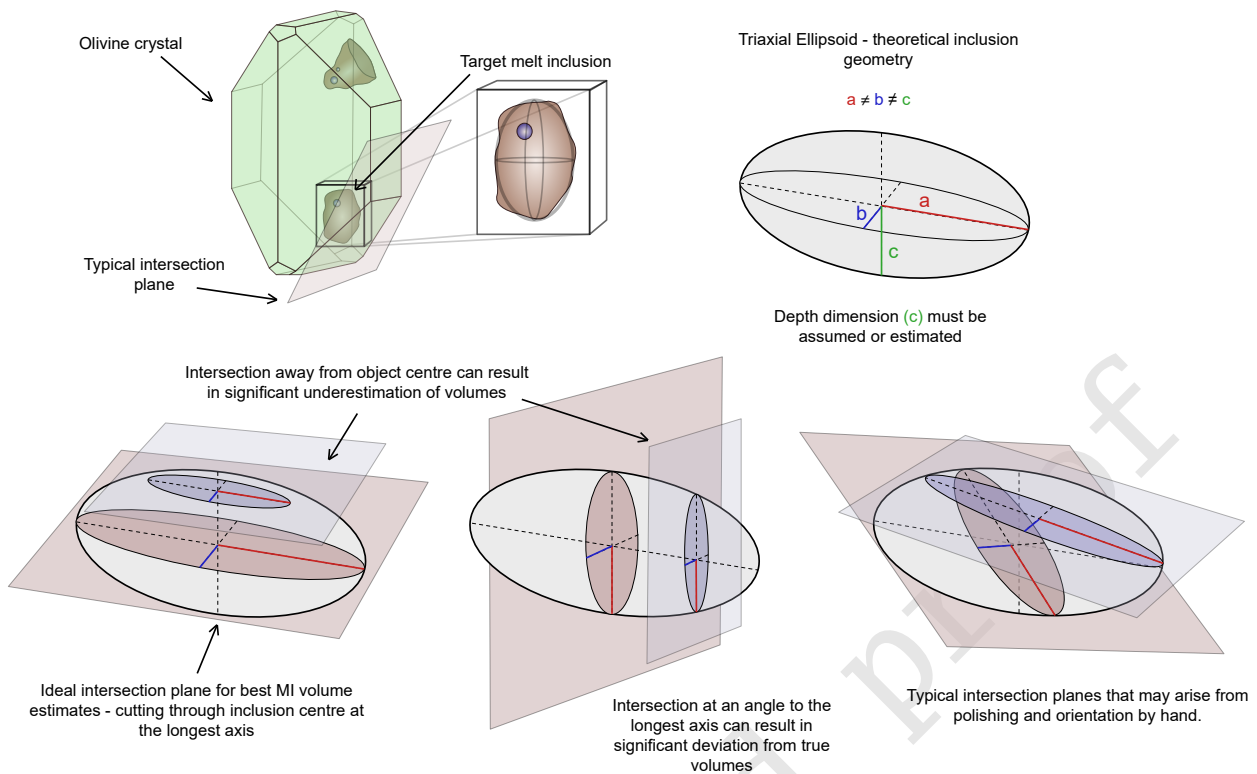 Olivine crystal
Target melt inclusion
Typical intersection
plane
Triaxial Ellipsoid - theoretical inclusion
geometry
a ≠ b ≠ c
a
b
c
Depth dimension (c) must be
assumed or estimated
Intersection away from object centre can result
in significant underestimation of volumes
Ideal intersection plane for best MI volume
estimates - cutting through inclusion centre at
the longest axis
Intersection at an angle to the
longest axis can result in
significant deviation from true
volumes
Typical intersection planes that may arise from
polishing and orientation by hand.
proof